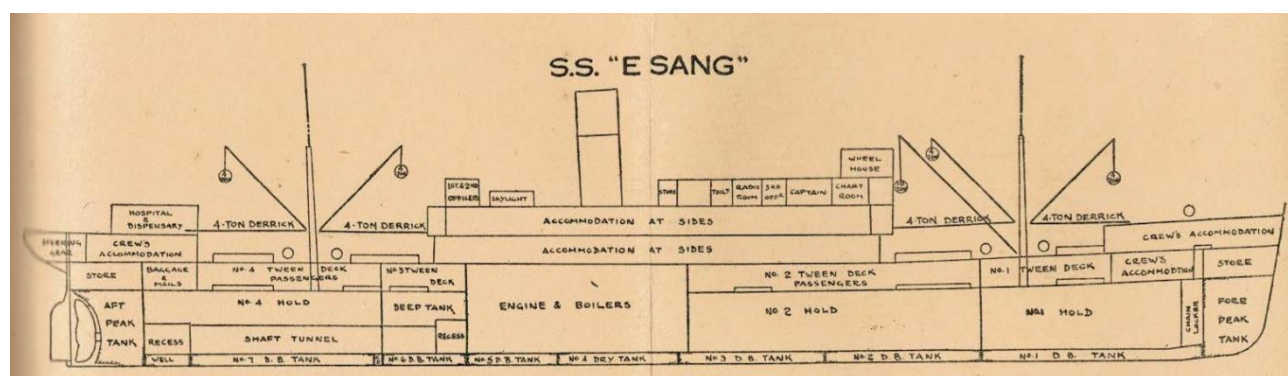 S.S. "E SANG"
WHEEL
HOUSE
1ST. & 2ND
OFFICERS
SKYLIGHT
STORE
TOILT
RADIO
ROOM
3RD
OFFR
CAPTAIN
CHART
ROOM
HOSPITAL
&
DISPENSARY
4-TON DERRICK
4-TON DERRICK
ACCOMMODATION AT SIDES
4-TON DERRICK
4-TON DERRICK
STEERING
GEAR
CREW'S
ACCOMMODATION
ACCOMMODATION AT SIDES
CREW'S ACCOMMODATION
STORE
BAGGAGE
&
MAILS
No. 4 TWEEN DECK
PASSENGERS
No 3 TWEEN
DECK
No. 2 TWEEN DECK
PASSENGERS
No. 1 TWEEN DECK
CREW'S
ACCOMMODTION
STORE
AFT
PEAK
TANK
No. 4 HOLD
DEEP TANK
ENGINE & BOILERS
No 2 HOLD
No1 HOLD
CHAIN
LOCKER
FORE
PEAK
TANK
RECESS
SHAFT TUNNEL
RECESS
WELL
No. 7 D.B. TANK
No 6 D.B. TANK
No 5 D.B. TANK
No 4 DRY TANK
No. 3 D.B. TANK
No. 2 D.B. TANK
No. 1 D.B. TANK